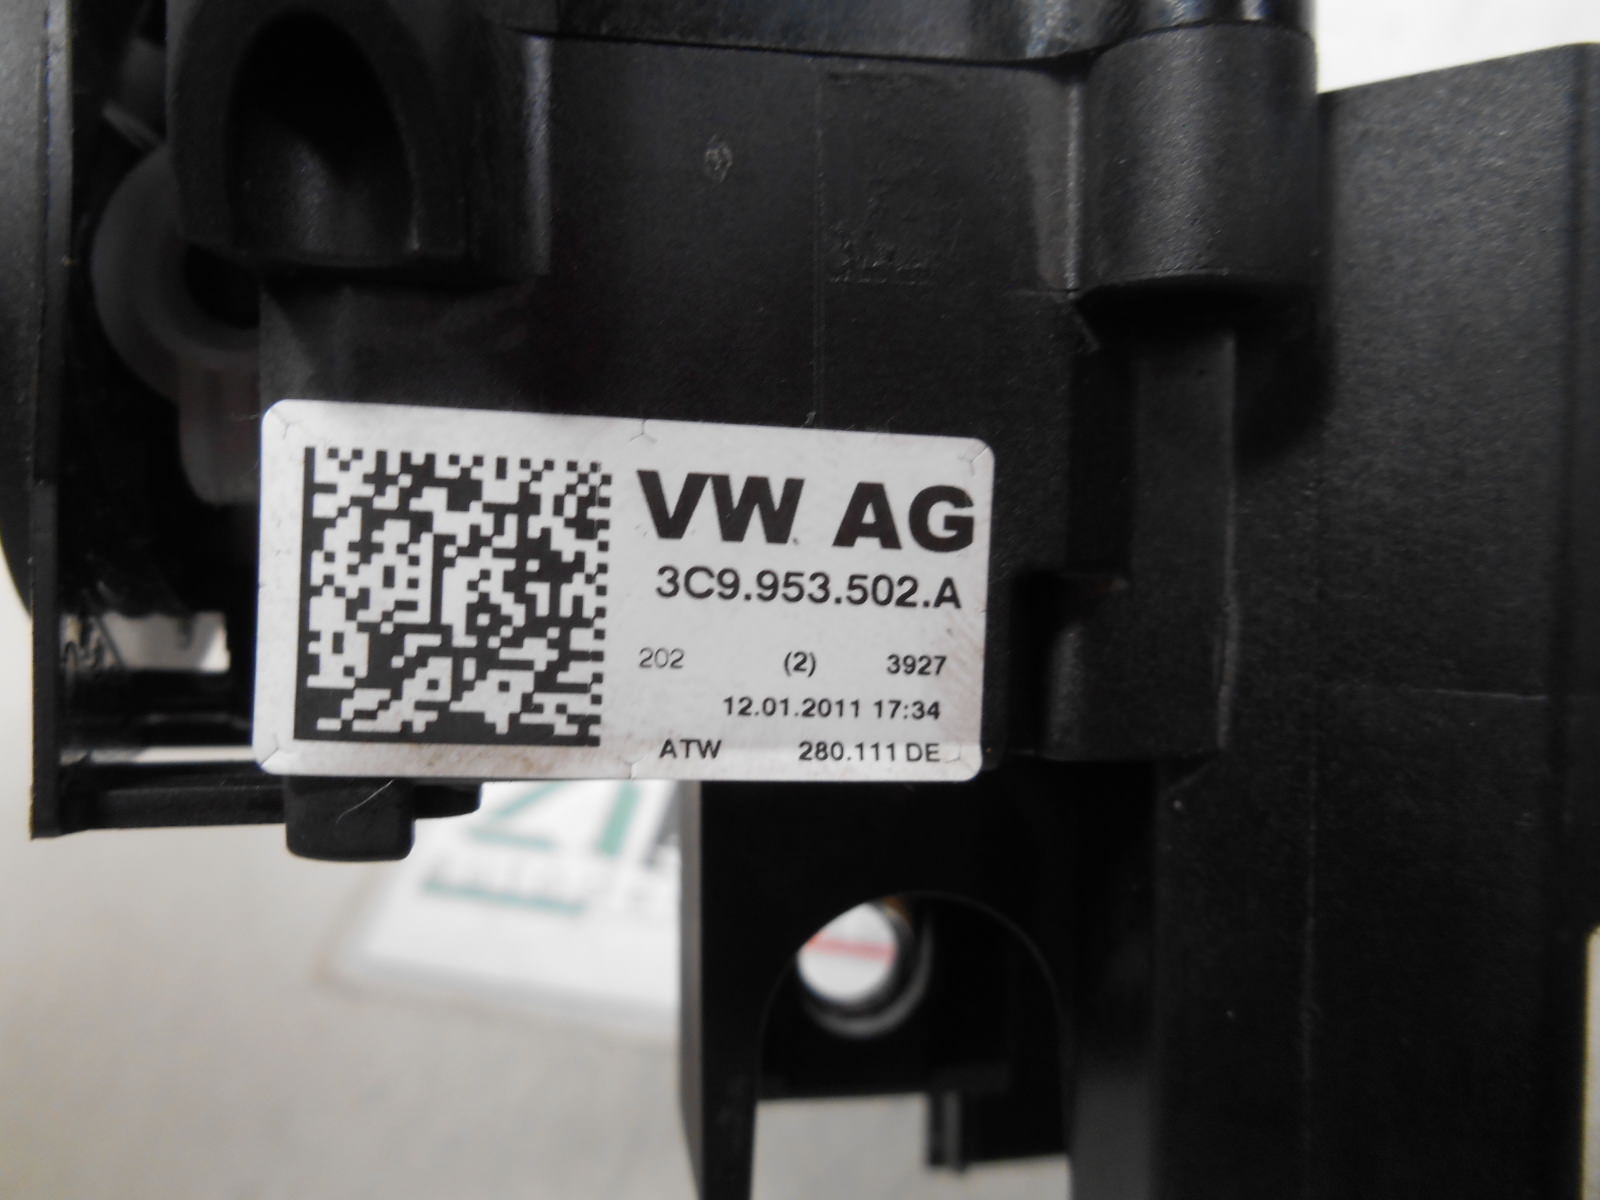 VW AG
3C9.953.502.A
202 (2) 3927
12.01.2011 17:34
ATW 280.111 DE